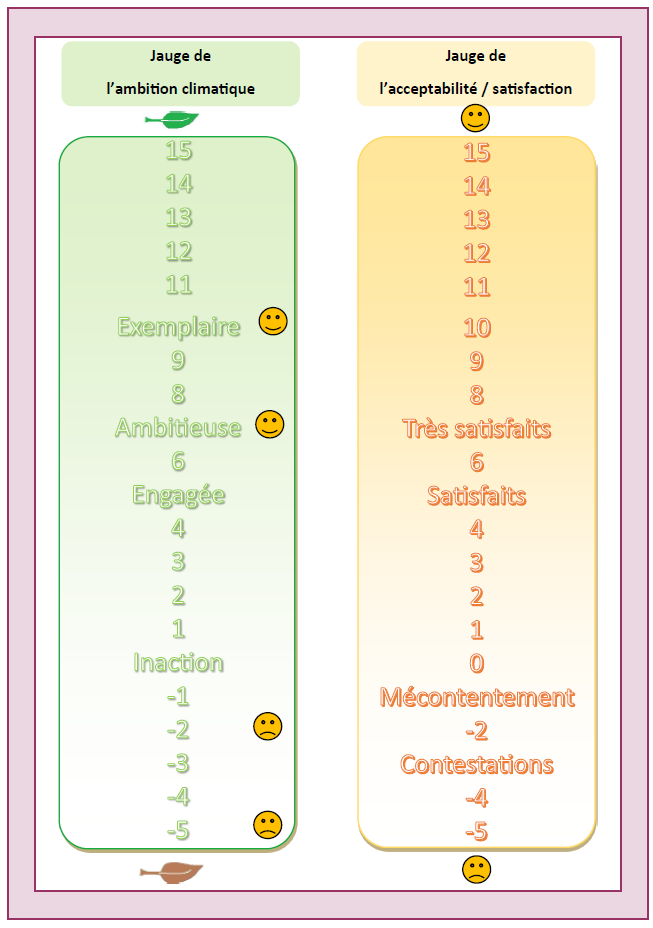 Jauge de
l'ambition climatique
15
14
13
12
11
Exemplaire
9
8
Ambitieuse
6
Engagée
4
3
2
1
Inaction
-1
-2
-3
-4
-5
Jauge de
l'acceptabilité / satisfaction
15
14
13
12
11
10
9
8
Très satisfaits
6
Satisfaits
4
3
2
1
0
Mécontentement
-2
Contestations
-4
-5